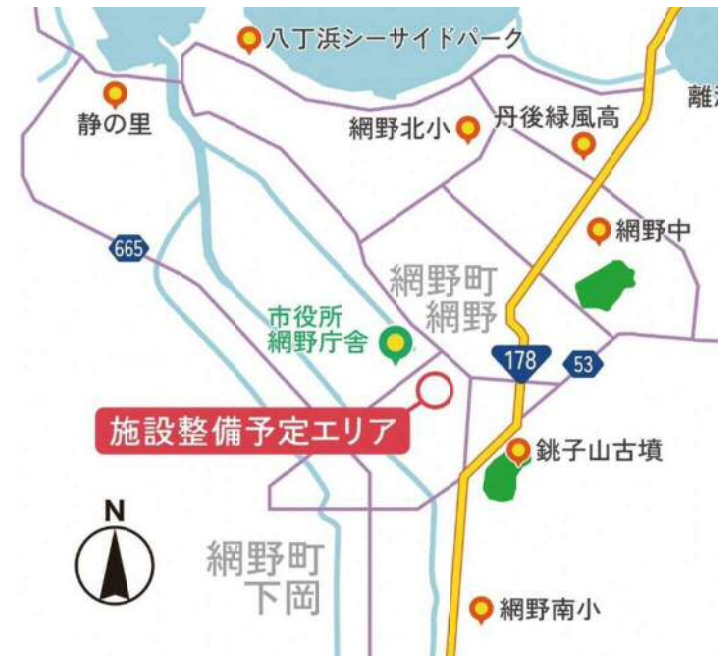 八丁浜シーサイドパーク
静の里
網野北小
丹後緑風高
網野中
665
網野町
網野
市役所
網野庁舎
178
53
施設整備予定エリア
銚子山古墳
N
網野町
下岡
網野南小